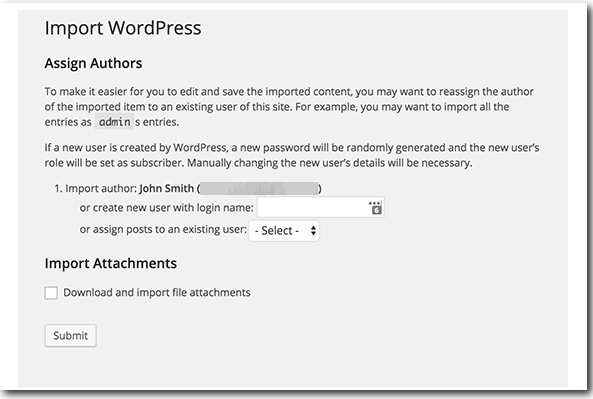 Import WordPress
Assign Authors
To make it easier for you to edit and save the imported content, you may want to reassign the author
of the imported item to an existing user of this site. For example, you may want to import all the
entries as admin s entries.
If a new user is created by WordPress, a new password will be randomly generated and the new user's
role will be set as subscriber. Manually changing the new user's details will be necessary.
1. Import author: John Smith ( )
or create new user with login name: 6
or assign posts to an existing user: - Select -
Import Attachments
Download and import file attachments
Submit